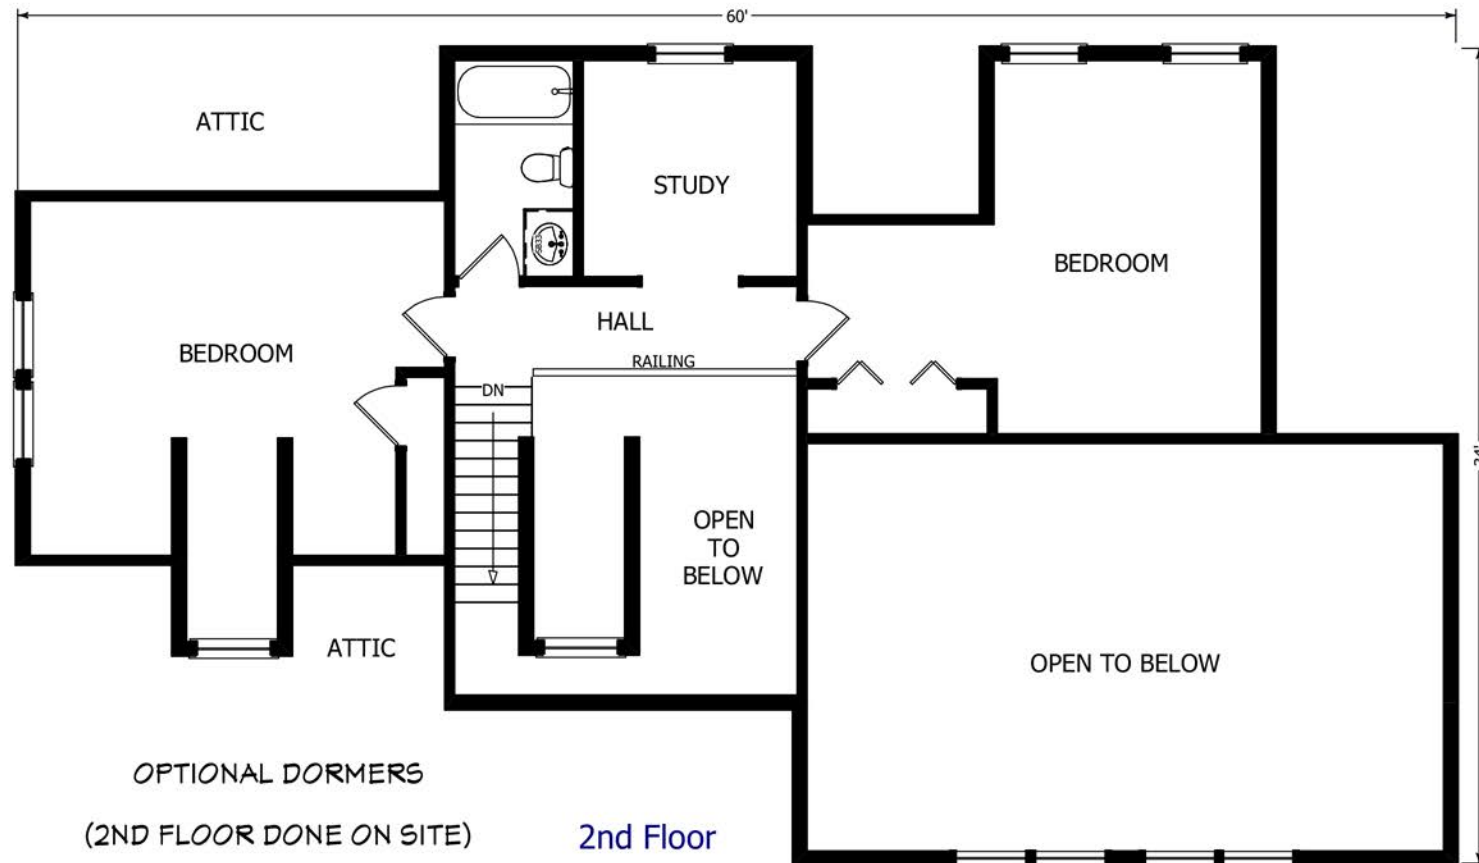 60'
ATTIC
STUDY
BEDROOM
HALL
BEDROOM
RAILING
DN
34'
OPEN
TO
BELOW
ATTIC
OPEN TO BELOW
OPTIONAL DORMERS
(2ND FLOOR DONE ON SITE)
2nd Floor